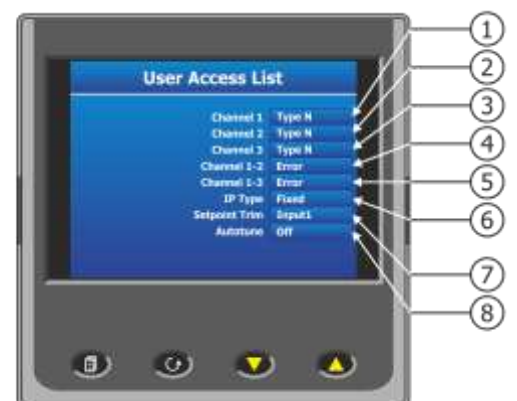 User Access List
Channel 1 Type N
Channel 2 Type N
Channel 3 Type N
Channel 1-2 Error
Channel 1-3 Error
IP Type Fixed
Setpoint Trim Input1
Autotune Off
1
2
3
4
5
6
7
8